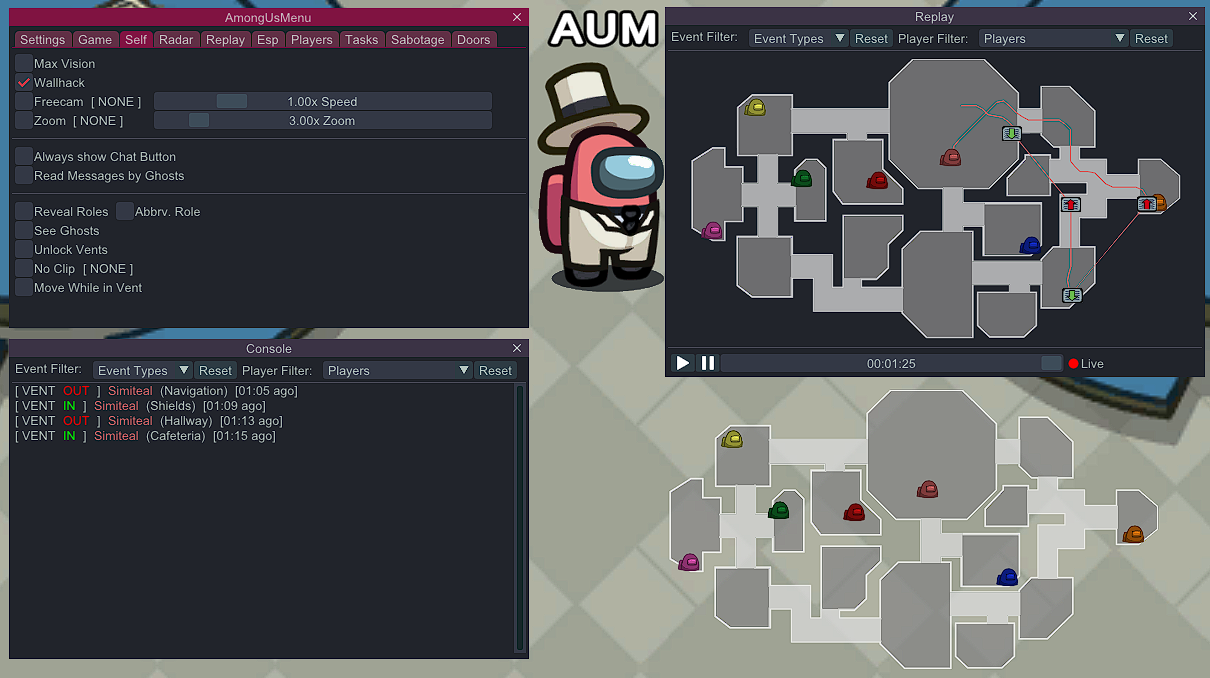 AmongUsMenu
Settings Game Self Radar Replay Esp Players Tasks Sabotage Doors
Max Vision
Wallhack
Freecam [ NONE ] 1.00x Speed
Zoom [ NONE ] 3.00x Zoom
Always show Chat Button
Read Messages by Ghosts
Reveal Roles Abbrv. Role
See Ghosts
Unlock Vents
No Clip [ NONE ]
Move While in Vent
AUM
Replay
Event Filter: Event Types Reset Player Filter: Players Reset
00:01:25 Live
Console
Event Filter: Event Types Reset Player Filter: Players Reset
[ VENT OUT ] Simiteal (Navigation) [01:05 ago]
[ VENT IN ] Simiteal (Shields) [01:09 ago]
[ VENT OUT ] Simiteal (Hallway) [01:13 ago]
[ VENT IN ] Simiteal (Cafeteria) [01:15 ago]